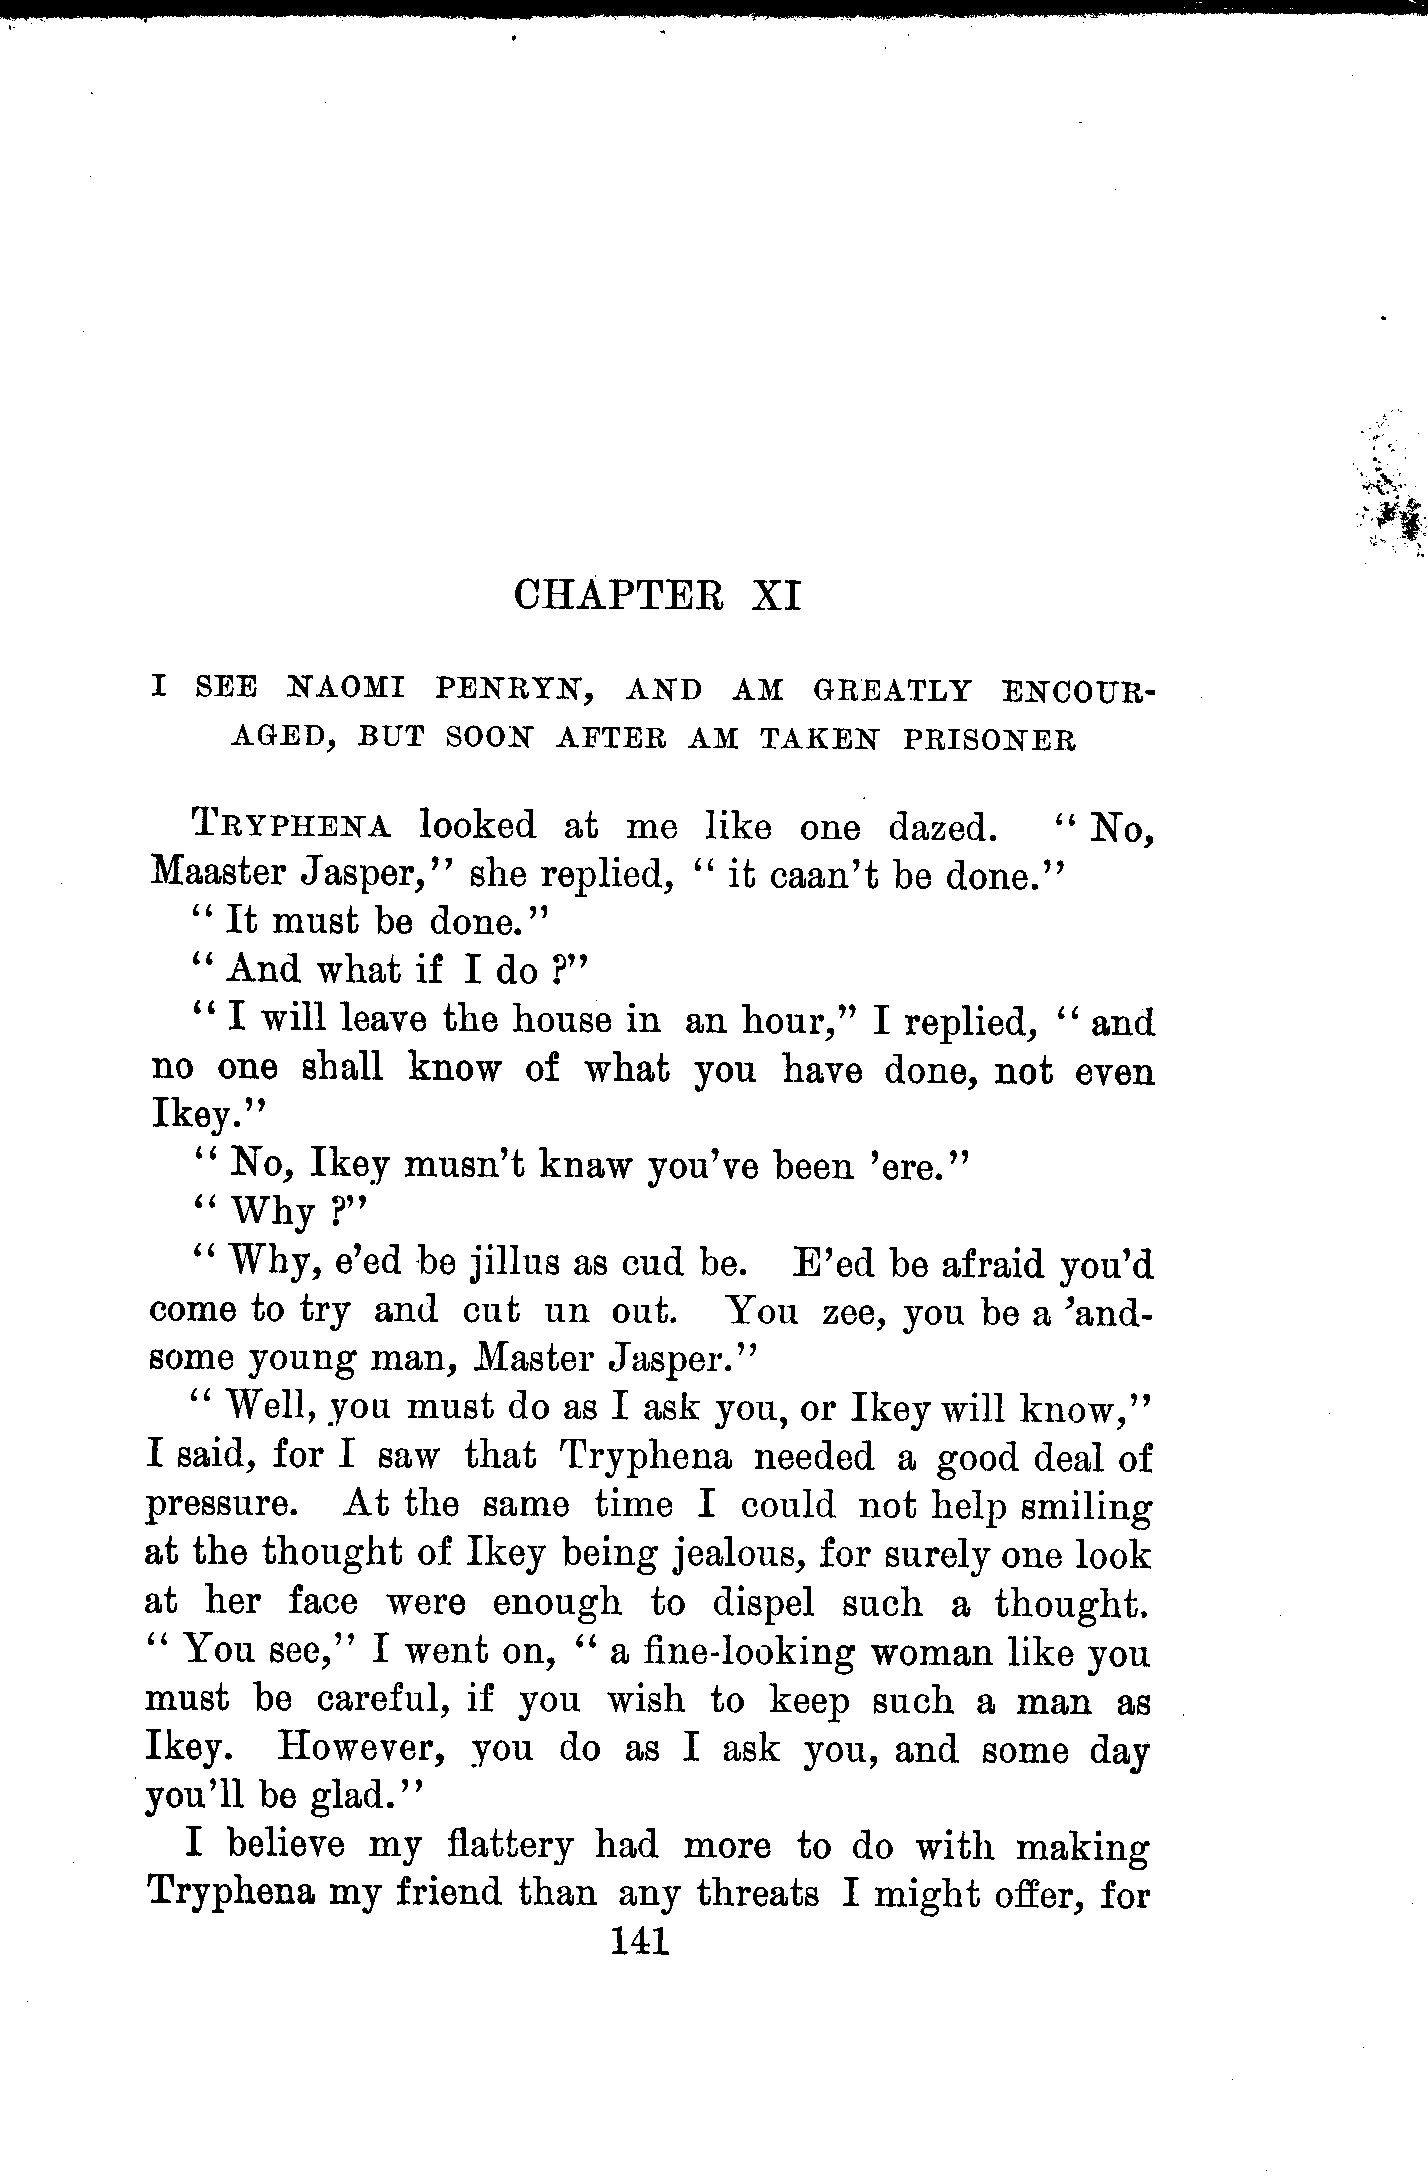 CHAPTER XI
I SEE NAOMI PENRYN, AND AM GREATLY ENCOUR-
AGED, BUT SOON AFTER AM TAKEN PRISONER
TRYPHENA looked at me like one dazed. “ No,
Maaster Jasper,” she replied, “ it caan’t be done.”
“ It must be done.”
“ And what if I do ?”
“ I will leave the house in an hour,” I replied, “ and
no one shall know of what you have done, not even
Ikey.”
“ No, Ikey musn’t knaw you’ve been ’ere.”
“ Why ?”
“ Why, e’ed be jillus as cud be. E’ed be afraid you’d
come to try and cut un out. You zee, you be a ’and-
some young man, Master Jasper.”
“ Well, you must do as I ask you, or Ikey will know,”
I said, for I saw that Tryphena needed a good deal of
pressure. At the same time I could not help smiling
at the thought of Ikey being jealous, for surely one look
at her face were enough to dispel such a thought.
“ You see,” I went on, “ a fine-looking woman like you
must be careful, if you wish to keep such a man as
Ikey. However, you do as I ask you, and some day
you’ll be glad.”
I believe my flattery had more to do with making
Tryphena my friend than any threats I might offer, for
141